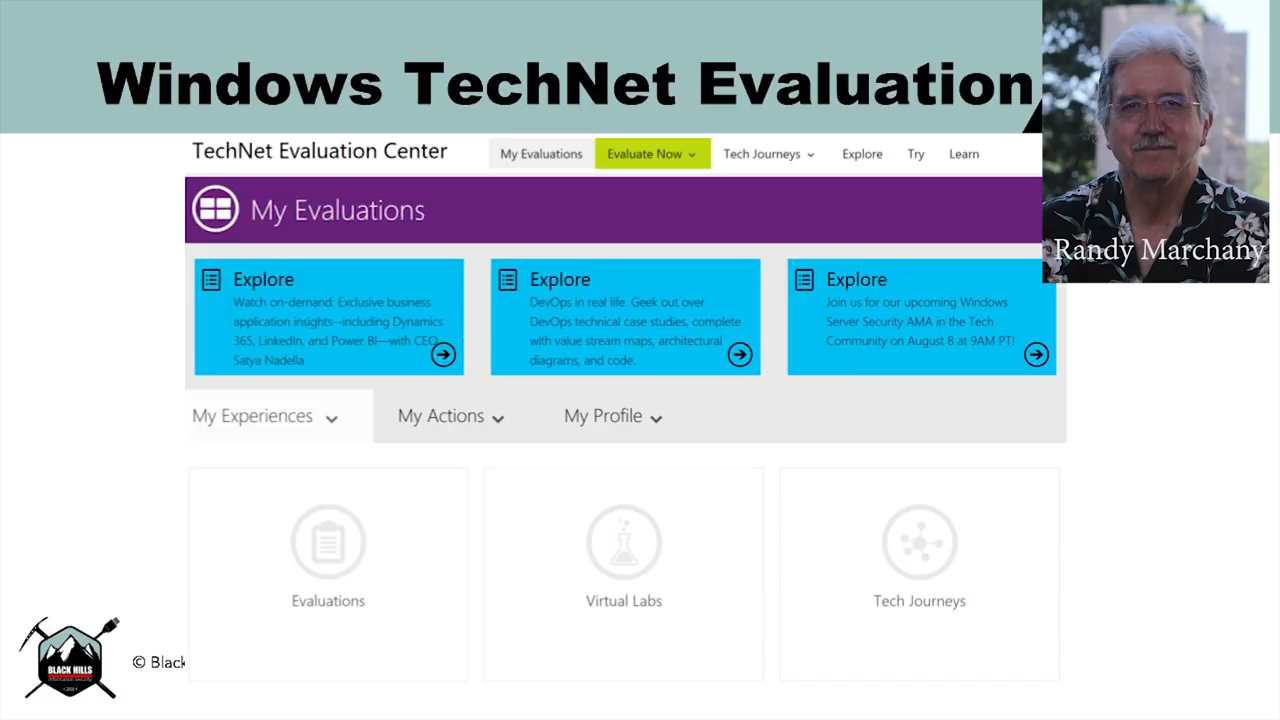 Windows TechNet Evaluation
TechNet Evaluation Center
My Evaluations
Evaluate Now
Tech Journeys
Explore
Try
Learn
My Evaluations
Randy Marchany
Explore
Watch on-demand: Exclusive business
application insights--including Dynamics
365, LinkedIn, and Power BI—with CEO
Satya Nadella
Explore
DevOps in real life. Geek out over
DevOps technical case studies, complete
with value stream maps, architectural
diagrams, and code.
Explore
Join us for our upcoming Windows
Server Security AMA in the Tech
Community on August 8 at 9AM PT!
My Experiences
My Actions
My Profile
Evaluations
Virtual Labs
Tech Journeys
BLACK HILLS
Information Security
© Black